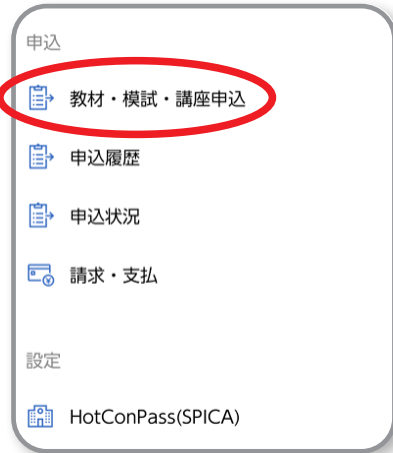 申込
教材・模試・講座申込
申込履歴
申込状況
請求・支払
設定
HotConPass(SPICA)